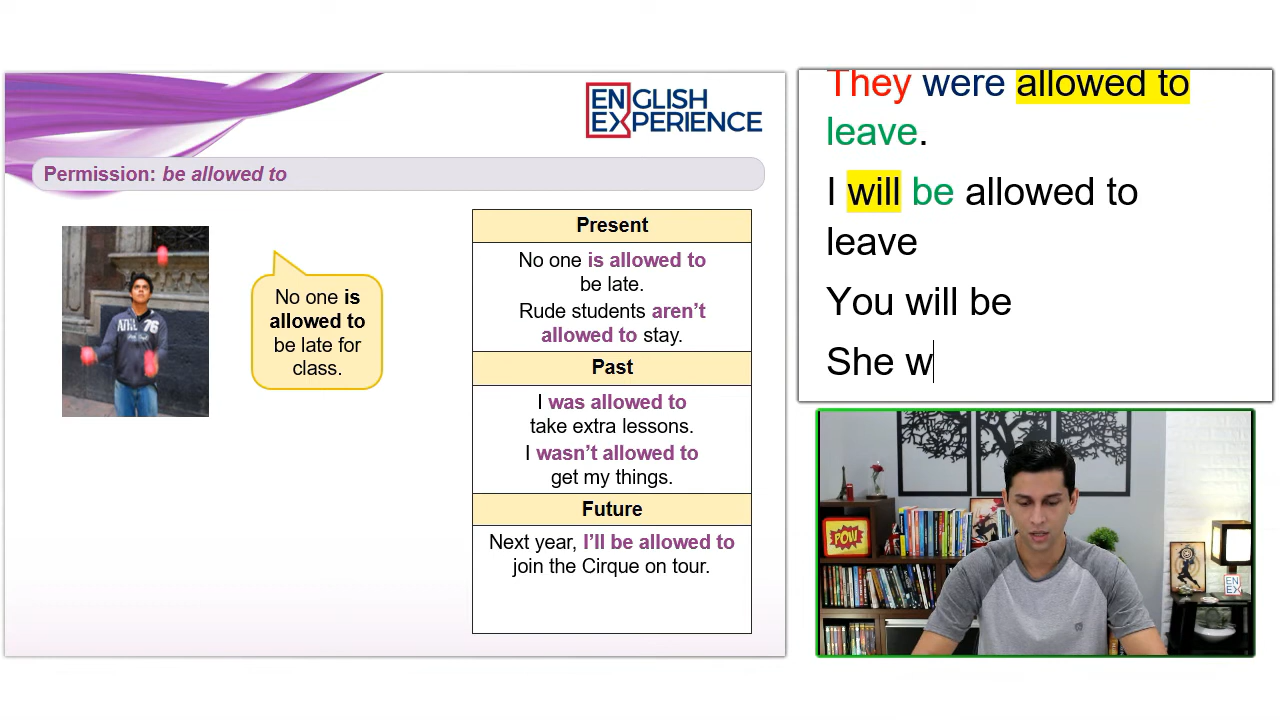 ENGLISH
EXPERIENCE
Permission: be allowed to
No one is
allowed to
be late for
class.
Present
No one is allowed to
be late.
Rude students aren’t
allowed to stay.
Past
I was allowed to
take extra lessons.
I wasn’t allowed to
get my things.
Future
Next year, I’ll be allowed to
join the Cirque on tour.
They were allowed to
leave.
I will be allowed to
leave
You will be
She w
POW
EN
EX